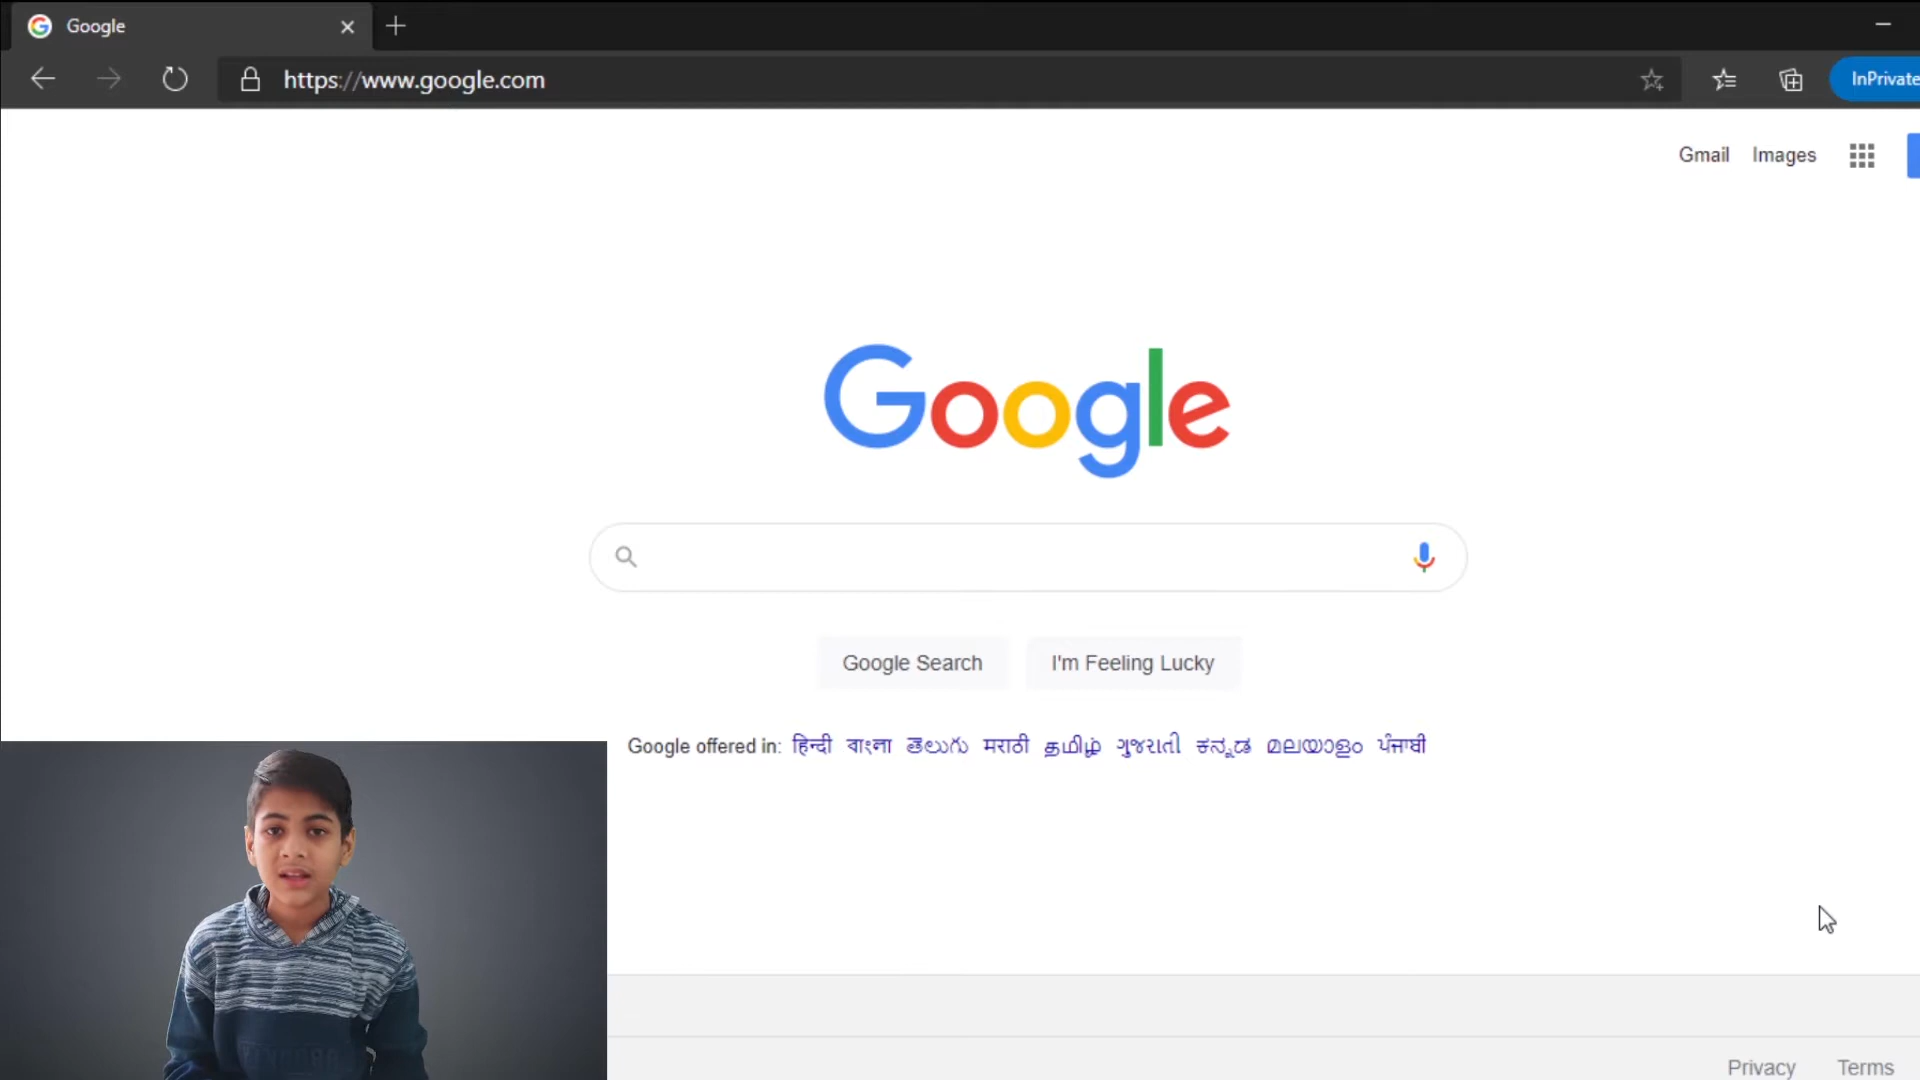 Google
https://www.google.com
InPrivate
Gmail Images
Google
Google Search I'm Feeling Lucky
Google offered in: हिन्दी বাংলা తెలుగు मराठी தமிழ் ગુજરાતી ಕನ್ನಡ മലയാളം ਪੰਜਾਬੀ
Privacy Terms